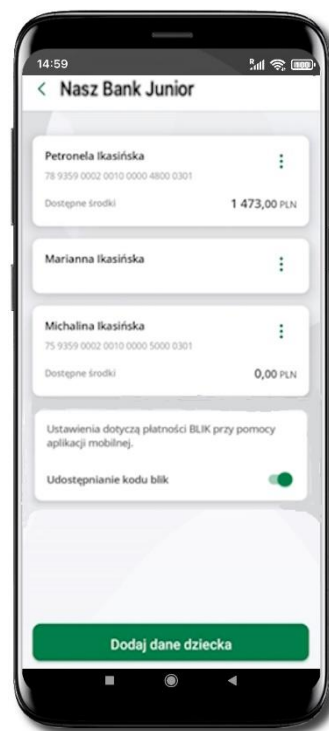 14:59
Nasz Bank Junior
Petronela Ikasińska
78 9359 0002 0010 0000 4800 0301
Dostępne środki 1 473,00 PLN
Marianna Ikasińska
Michalina Ikasińska
75 9359 0002 0010 0000 5000 0301
Dostępne środki 0,00 PLN
Ustawienia dotyczą płatności BLIK przy pomocy
aplikacji mobilnej.
Udostępnianie kodu blik
Dodaj dane dziecka